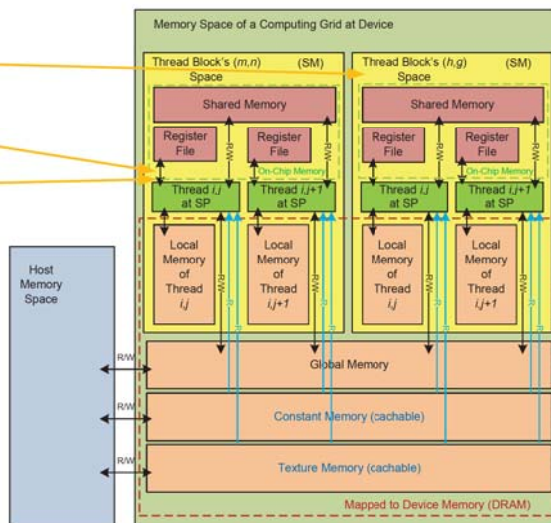 Memory Space of a Computing Grid at Device
Thread Block's (m,n) (SM)
Space
Shared Memory
Register
File
Register
File
R/W
On-Chip Memory
Thread i,j
at SP
Thread i,j+1
at SP
Local
Memory
of
Thread
i,j
Local
Memory
of
Thread
i,j+1
R/W
R
R
R/W
R
R
Thread Block's (h,g) (SM)
Space
Shared Memory
Register
File
Register
File
R/W
On-Chip Memory
Thread i,j
at SP
Thread i,j+1
at SP
Local
Memory
of
Thread
i,j
Local
Memory
of
Thread
i,j+1
R/W
R
R
R/W
R
R
Host
Memory
Space
R/W
Global Memory
R/W
Constant Memory (cachable)
R/W
Texture Memory (cachable)
Mapped to Device Memory (DRAM)